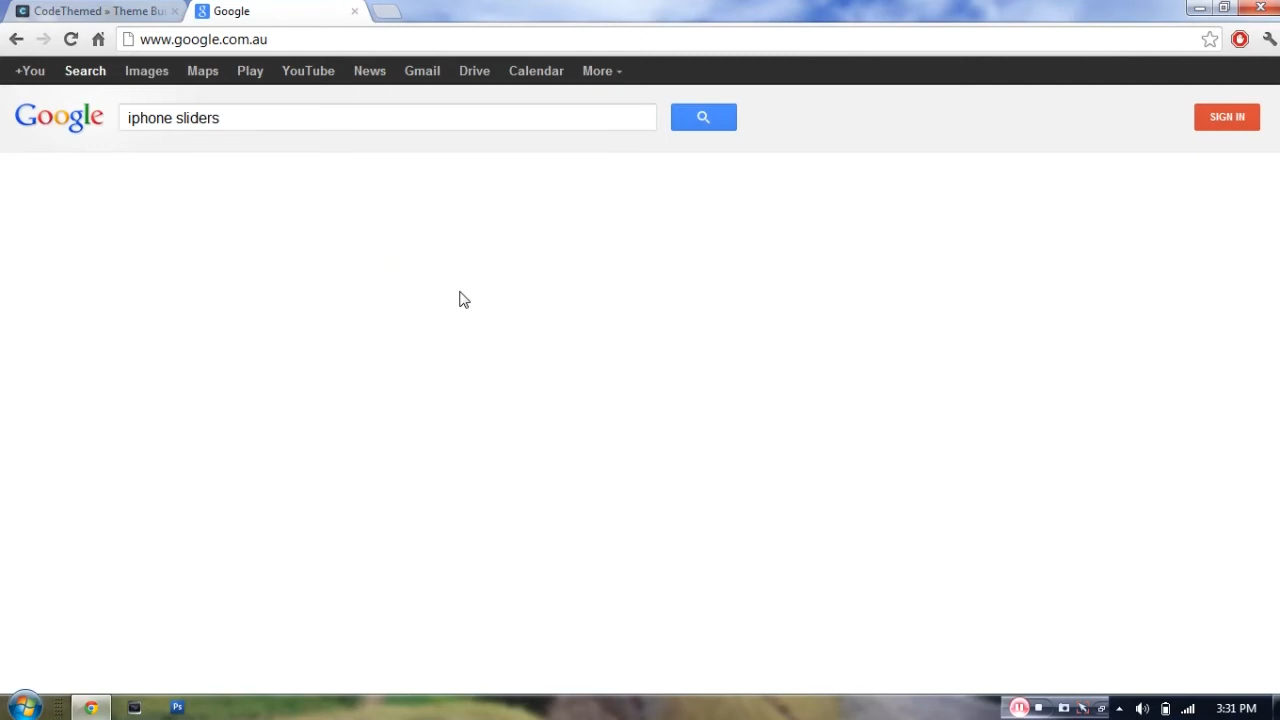 CodeThemed » Theme Bu
Google
www.google.com.au
+You Search Images Maps Play YouTube News Gmail Drive Calendar More
Google iphone sliders SIGN IN
Ps 3:31 PM